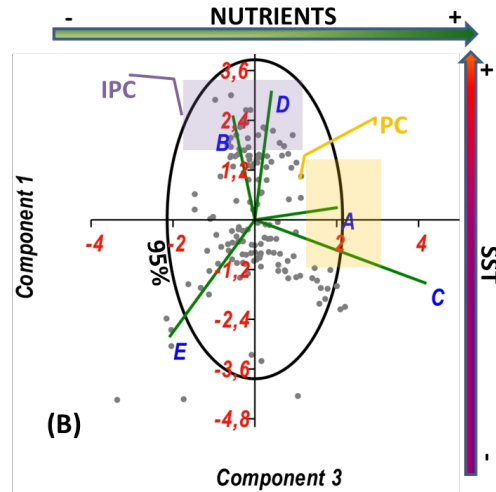 - NUTRIENTS +
3,6
+
IPC
D
2,4
B
PC
1,2
A
-4 -2 2 4
SST
Component 1
95%
-1,2
C
-2,4
E
-3,6
-
(B)
-4,8
Component 3